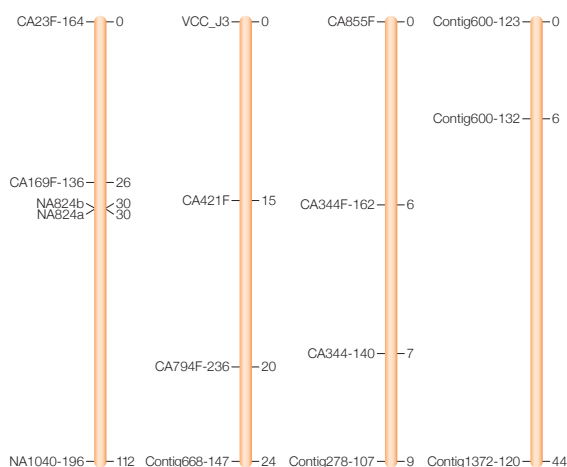 CA23F-164 0
CA169F-136 26
NA824b 30
NA824a 30
NA1040-196 112
VCC_J3 0
CA421F 15
CA794F-236 20
Contig668-147 24
CA855F 0
CA344F-162 6
CA344-140 7
Contig278-107 9
Contig600-123 0
Contig600-132 6
Contig1372-120 44